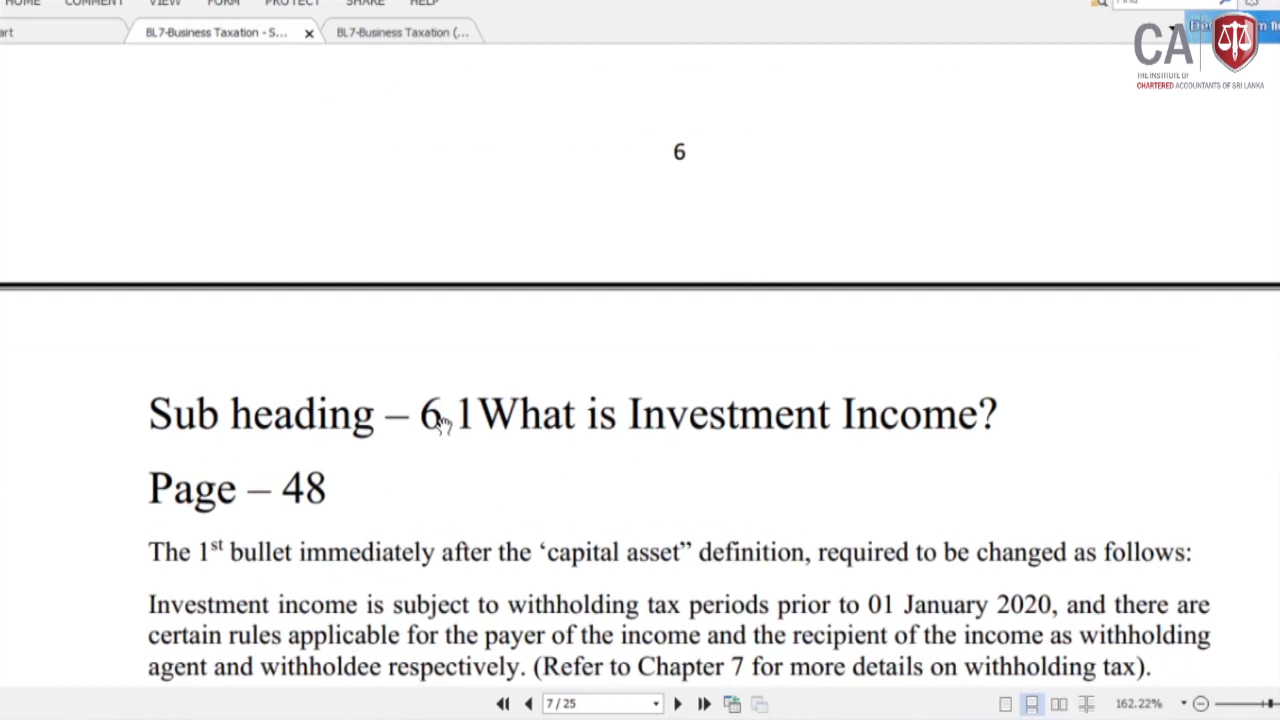 HOME COMMENT VIEW FORM PROTECT SHARE HELP Find
art BL7-Business Taxation - S... BL7-Business Taxation (...
CA
THE INSTITUTE OF
CHARTERED ACCOUNTANTS OF SRI LANKA
6
Sub heading – 6.1What is Investment Income?
Page – 48
The 1st bullet immediately after the ‘capital asset” definition, required to be changed as follows:
Investment income is subject to withholding tax periods prior to 01 January 2020, and there are
certain rules applicable for the payer of the income and the recipient of the income as withholding
agent and withholdee respectively. (Refer to Chapter 7 for more details on withholding tax).
7 / 25 162.22%